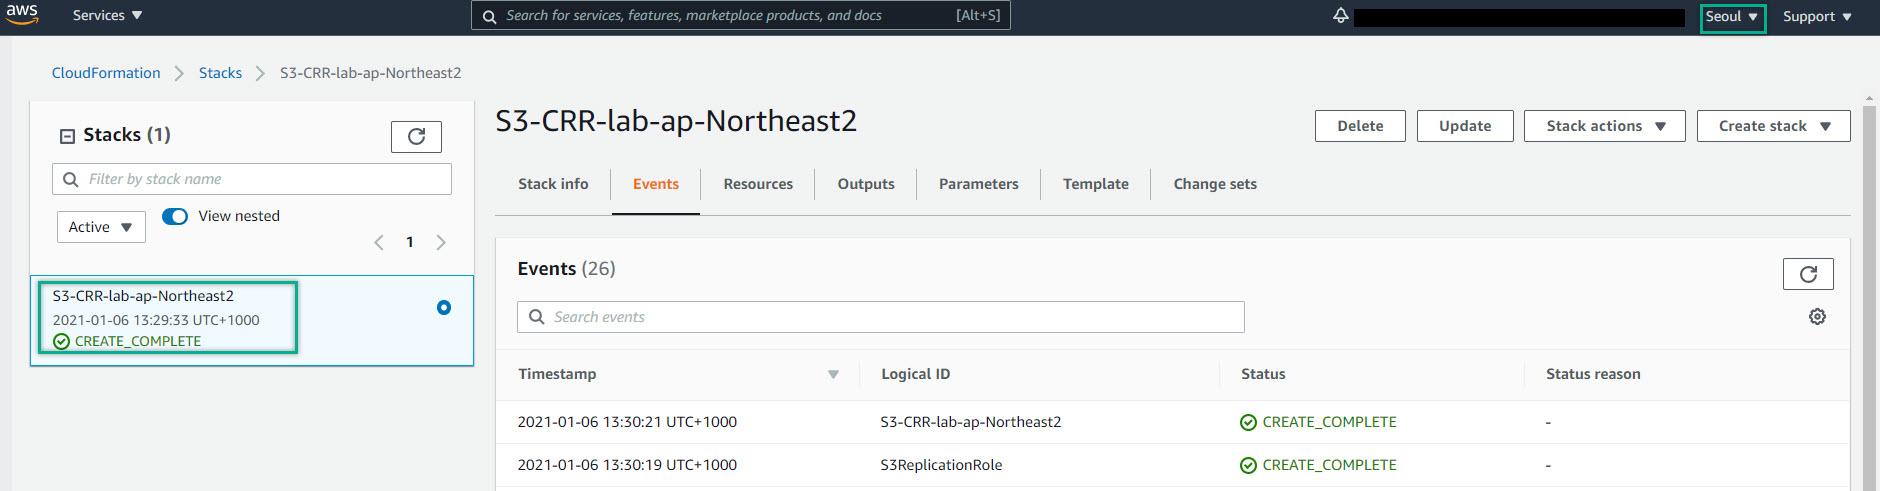 aws Services Search for services, features, marketplace products, and docs [Alt+S] Seoul Support
CloudFormation Stacks S3-CRR-lab-ap-Northeast2
Stacks (1)
Filter by stack name
Active View nested
1
S3-CRR-lab-ap-Northeast2
2021-01-06 13:29:33 UTC+1000
CREATE_COMPLETE
S3-CRR-lab-ap-Northeast2
Delete Update Stack actions Create stack
Stack info Events Resources Outputs Parameters Template Change sets
Events (26)
Search events
Timestamp Logical ID Status Status reason
2021-01-06 13:30:21 UTC+1000 S3-CRR-lab-ap-Northeast2 CREATE_COMPLETE -
2021-01-06 13:30:19 UTC+1000 S3ReplicationRole CREATE_COMPLETE -